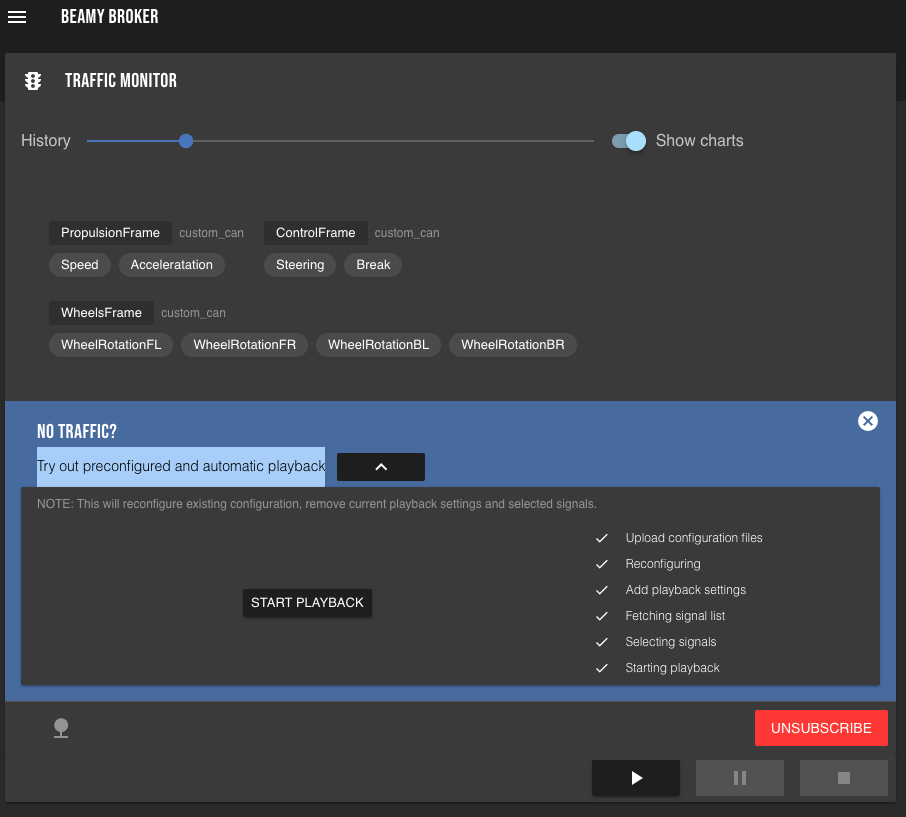 BEAMY BROKER
TRAFFIC MONITOR
History
Show charts
PropulsionFrame custom_can ControlFrame custom_can
Speed Acceleratation Steering Break
WheelsFrame custom_can
WheelRotationFL WheelRotationFR WheelRotationBL WheelRotationBR
NO TRAFFIC?
Try out preconfigured and automatic playback
NOTE: This will reconfigure existing configuration, remove current playback settings and selected signals.
START PLAYBACK
Upload configuration files
Reconfiguring
Add playback settings
Fetching signal list
Selecting signals
Starting playback
UNSUBSCRIBE